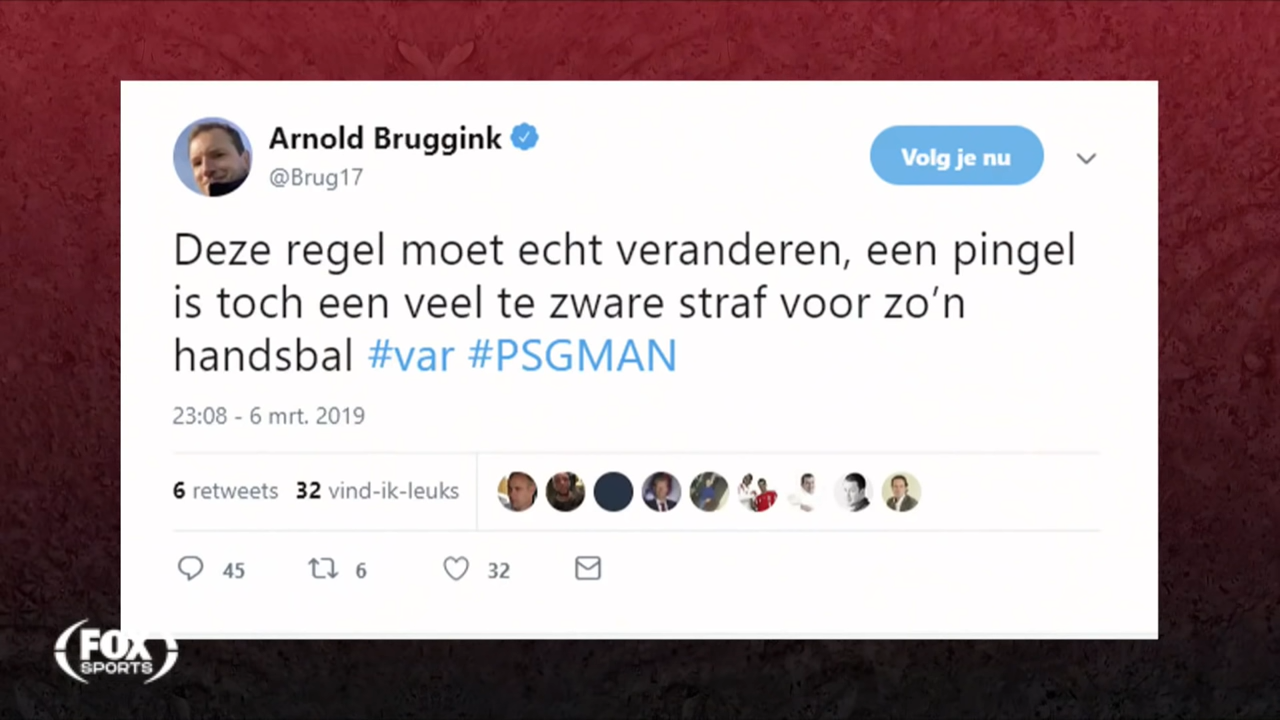 Arnold Bruggink
@Brug17
Volg je nu
Deze regel moet echt veranderen, een pingel
is toch een veel te zware straf voor zo’n
handsbal #var #PSGMAN
23:08 - 6 mrt. 2019
6 retweets 32 vind-ik-leuks
45 6 32
FOX
SPORTS